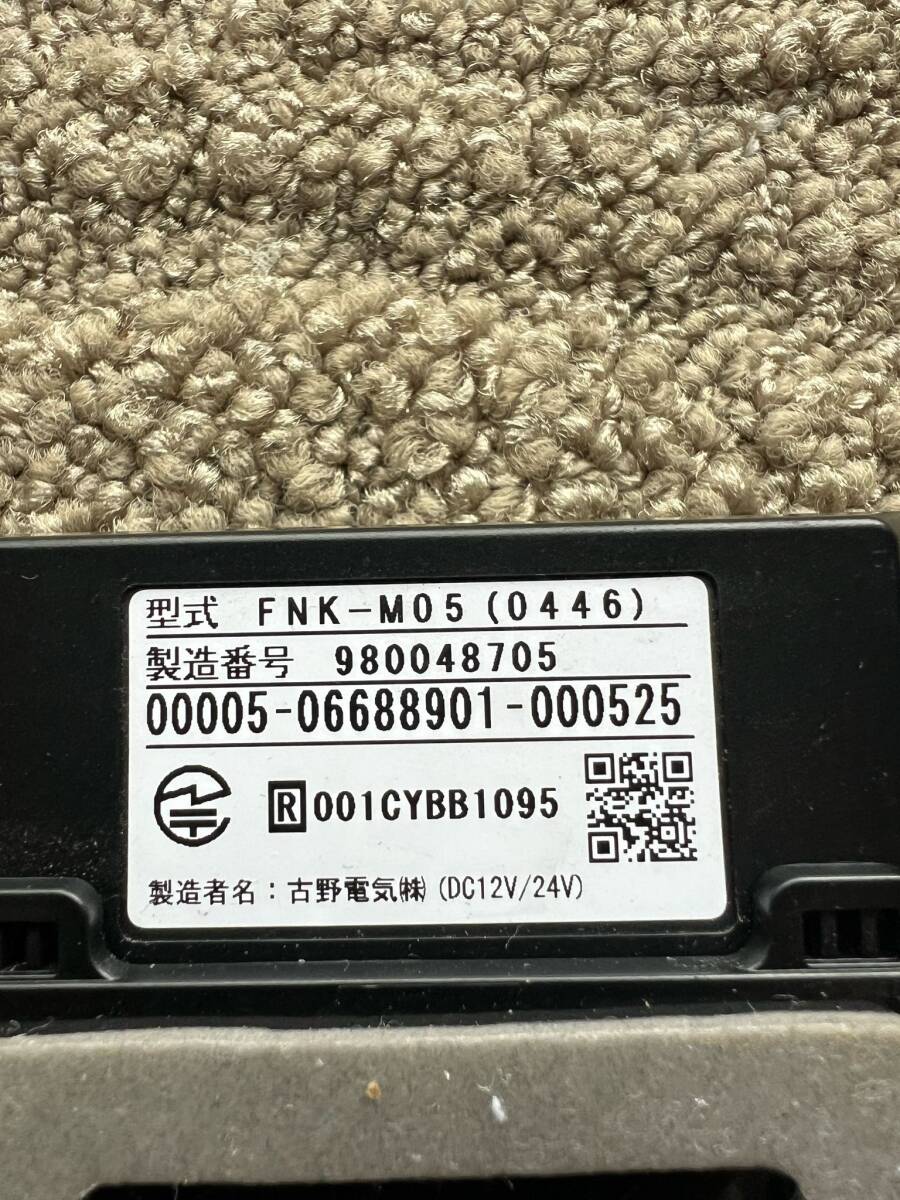 型式 FNK-M05(0446)
製造番号 980048705
00005-06688901-000525
R 001CYBB1095
製造者名：古野電気㈱ (DC12V/24V)